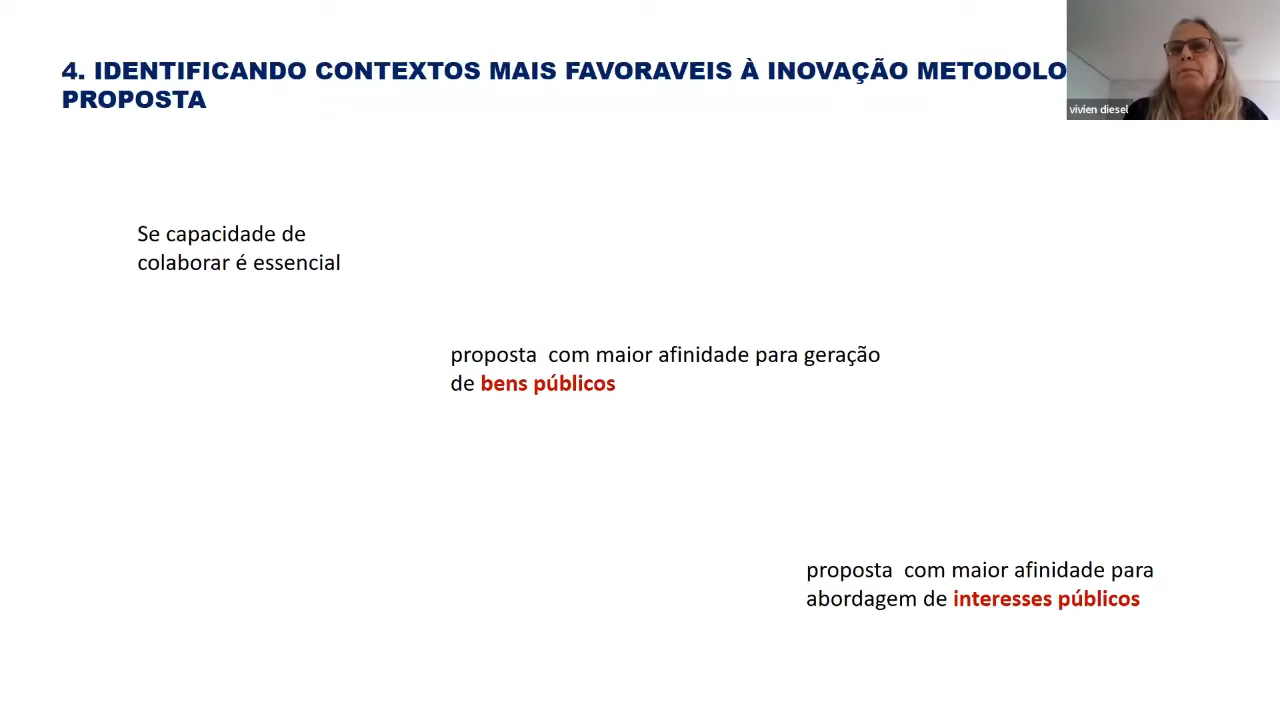 4. IDENTIFICANDO CONTEXTOS MAIS FAVORAVEIS À INOVAÇÃO METODOLO
PROPOSTA
vivien diesel
Se capacidade de
colaborar é essencial
proposta com maior afinidade para geração
de bens públicos
proposta com maior afinidade para
abordagem de interesses públicos